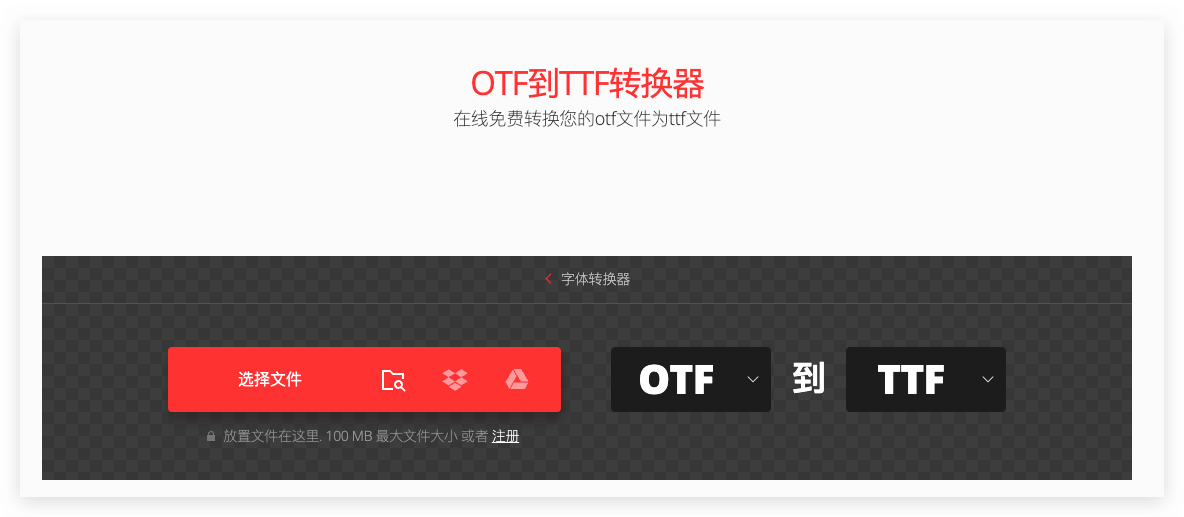 OTF到TTF转换器
在线免费转换您的otf文件为ttf文件
字体转换器
选择文件
OTF 到 TTF
放置文件在这里. 100 MB 最大文件大小 或者 注册